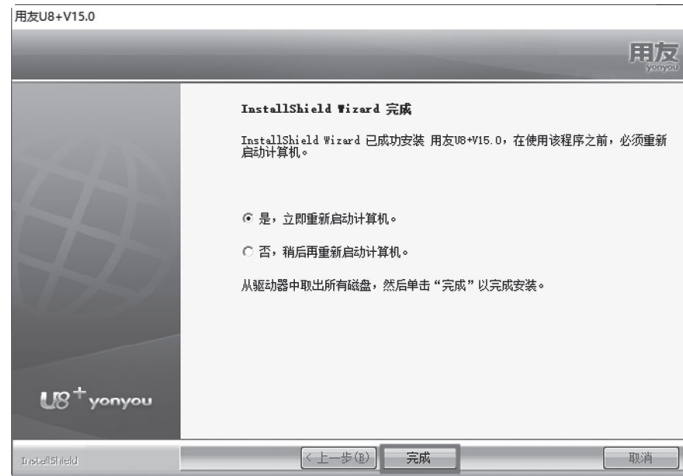 用友U8+V15.0
用友
yonyou
InstallShield Wizard 完成
InstallShield Wizard 已成功安装 用友U8+V15.0，在使用该程序之前，必须重新
启动计算机。
是，立即重新启动计算机。
否，稍后再重新启动计算机。
从驱动器中取出所有磁盘，然后单击“完成”以完成安装。
U8+ yonyou
InstallShield
<上一步(B)
完成
取消